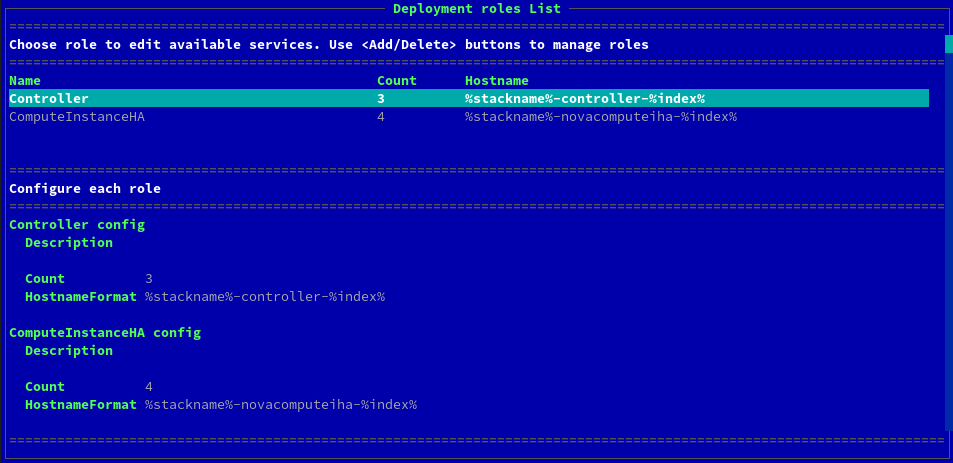 Deployment roles List
================================================================================
Choose role to edit available services. Use <Add/Delete> buttons to manage roles
================================================================================
Name Count Hostname
Controller 3 %stackname%-controller-%index%
ComputeInstanceHA 4 %stackname%-novacomputeiha-%index%
================================================================================
Configure each role
================================================================================
Controller config
Description
Count 3
HostnameFormat %stackname%-controller-%index%
ComputeInstanceHA config
Description
Count 4
HostnameFormat %stackname%-novacomputeiha-%index%
================================================================================